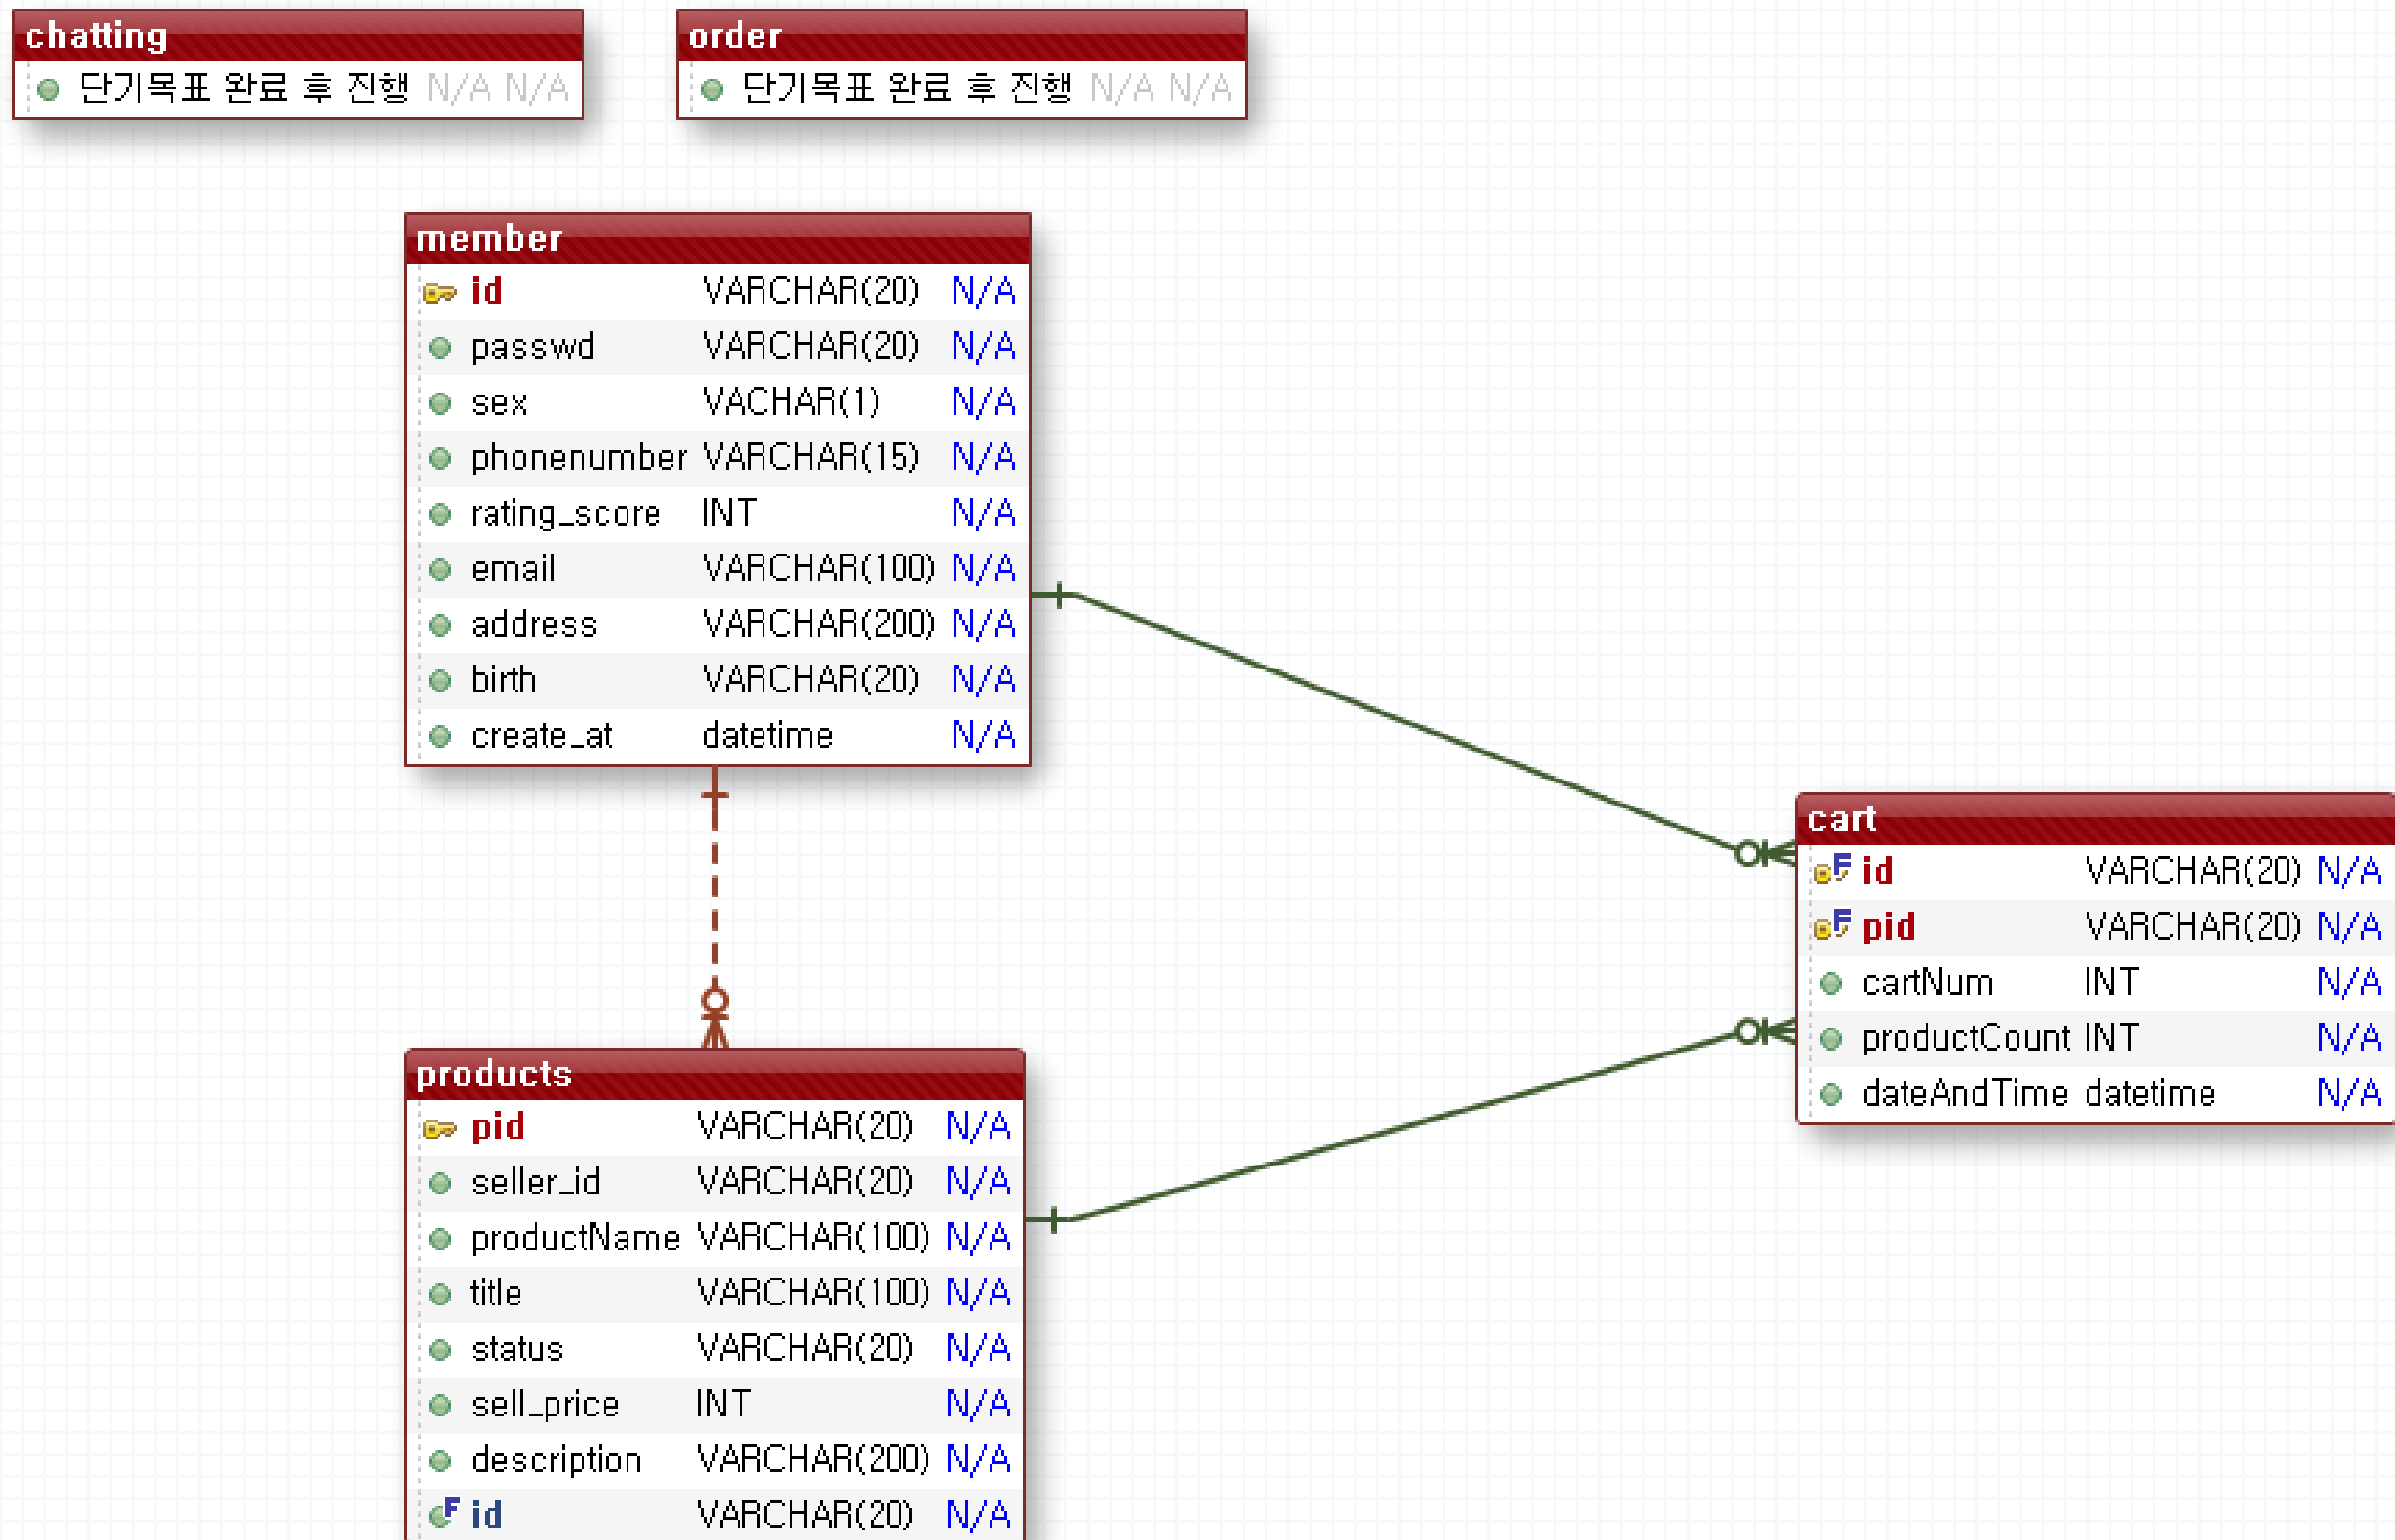 chatting
단기목표 완료 후 진행 N/A N/A
order
단기목표 완료 후 진행 N/A N/A
member
id VARCHAR(20) N/A
passwd VARCHAR(20) N/A
sex VACHAR(1) N/A
phonenumber VARCHAR(15) N/A
rating_score INT N/A
email VARCHAR(100) N/A
address VARCHAR(200) N/A
birth VARCHAR(20) N/A
create_at datetime N/A
cart
id VARCHAR(20) N/A
pid VARCHAR(20) N/A
cartNum INT N/A
productCount INT N/A
dateAndTime datetime N/A
products
pid VARCHAR(20) N/A
seller_id VARCHAR(20) N/A
productName VARCHAR(100) N/A
title VARCHAR(100) N/A
status VARCHAR(20) N/A
sell_price INT N/A
description VARCHAR(200) N/A
id VARCHAR(20) N/A